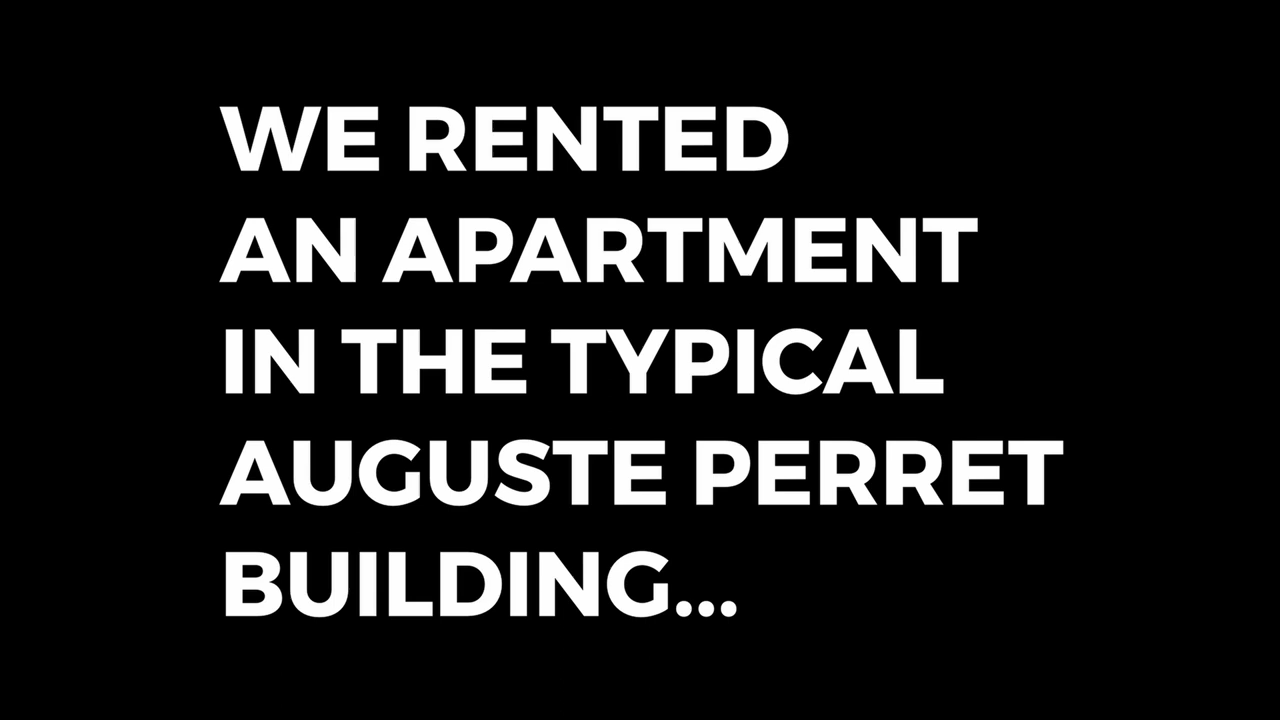 WE RENTED
AN APARTMENT
IN THE TYPICAL
AUGUSTE PERRET
BUILDING...